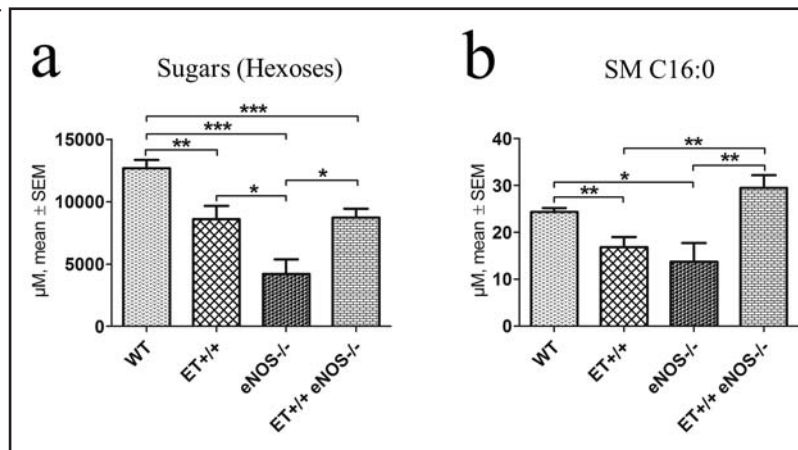 a
Sugars (Hexoses)
***
***
**
*
*
15000
10000
5000
0
µM, mean ± SEM
WT
ET+/+
eNOS-/-
ET+/+ eNOS-/-
b
SM C16:0
**
*
**
**
40
30
20
10
0
µM, mean ± SEM
WT
ET+/+
eNOS-/-
ET+/+ eNOS-/-